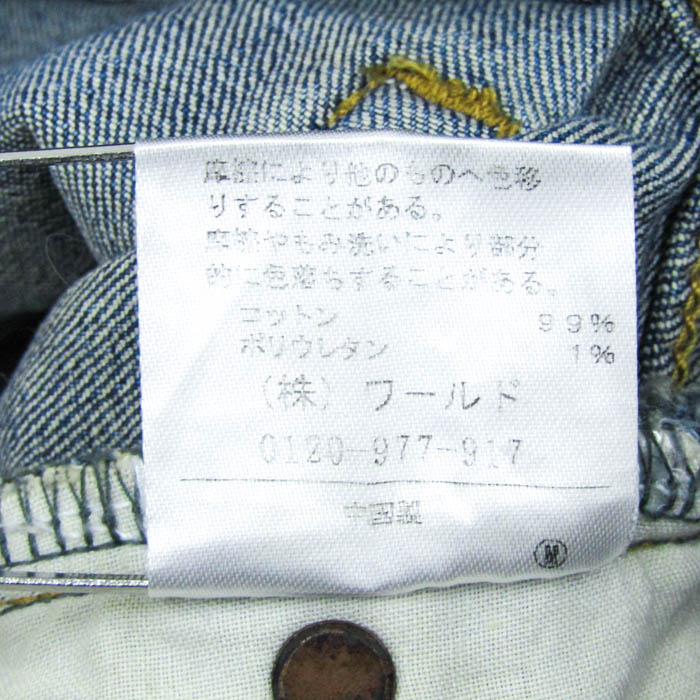 摩擦により他のものへ色移
りすることがある。
摩擦やもみ洗いにより部分
的に色落ちすることがある。
コットン 99%
ポリウレタン 1%
(株) ワールド
0120-977-917
中国製
M